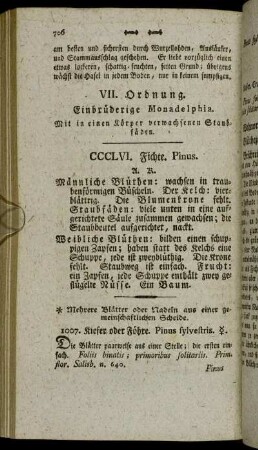 706
am besten und sichersten durch Wurzelsohden, Ausläufer,
und Stammausschlag geschehen. Er liebt vorzüglich einen
etwas lockeren, schattig-feuchten, fetten Grund: übrigens
wächst die Hasel in jedem Boden, nur in keinem sumpfigen.
VII. Ordnung.
Einbrüderige Monadelphia.
Mit in einen Körper verwachsenen Staub-
fäden.
CCCLVI. Fichte. Pinus.
A. K.
Männliche Blüthen: wachsen in trau-
benförmigen Büscheln. Der Kelch: vier-
blättrig. Die Blumenkrone fehlt.
Staubfäden: viele unten in eine auf-
gerichtete Säule zusammen gewachsen; die
Staubbeutel aufgerichtet, nackt.
Weibliche Blüthen: bilden einen schup-
pigen Zapfen; haben statt des Kelchs eine
Schuppe, jede ist zweyblüthig. Die Krone
fehlt. Staubweg ist einfach. Frucht:
ein Zapfen, jede Schuppe enthält zwey ge-
flügelte Nüsse. Ein Baum.
* Mehrere Blätter oder Nadeln aus einer ge-
meinschaftlichen Scheide.
1007. Kiefer oder Föhre. Pinus sylvestris. ♄.
Die Blätter paarweise aus einer Stelle; die ersten ein-
fach. Foliis binatis; primoribus solitariis. Prim-
sior. Salisb, n. 640.
Pinus